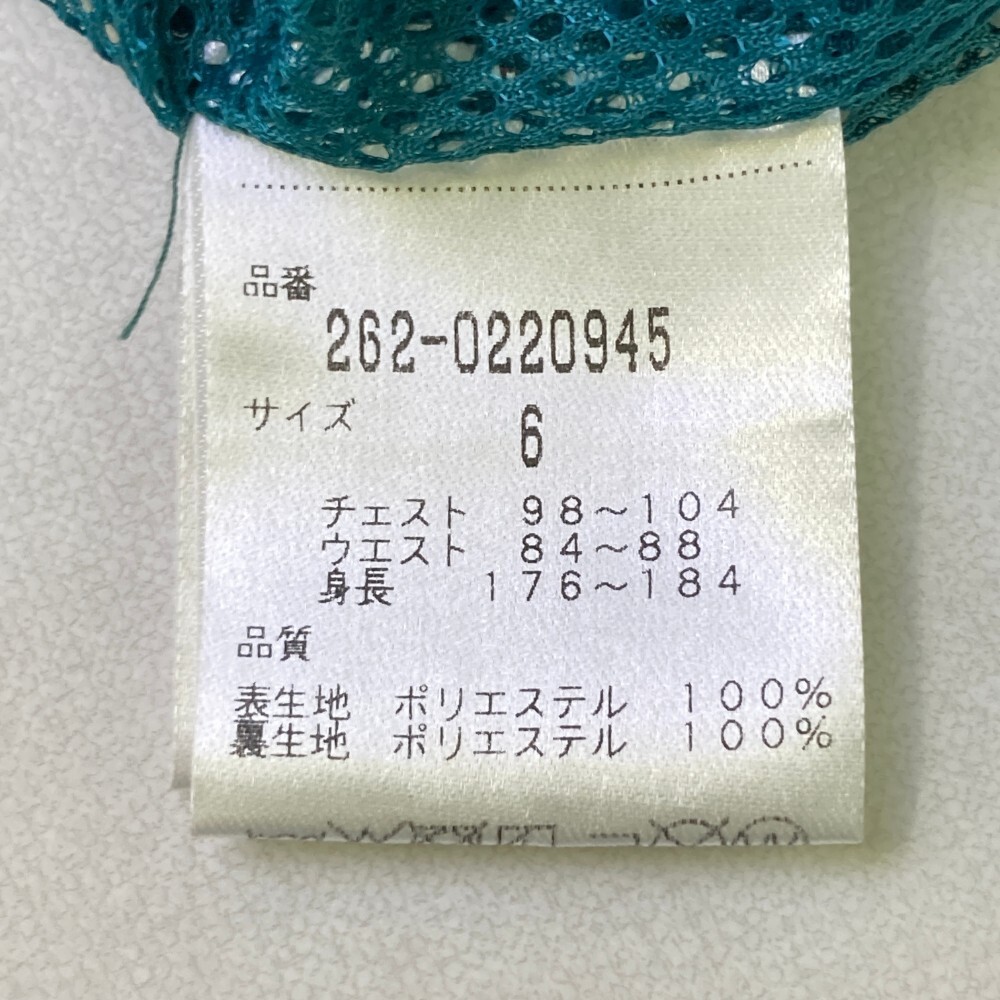 品番
262-0220945
サイズ 6
チェスト 98～104
ウエスト 84～88
身長 176～184
品質
表生地 ポリエステル 100%
裏生地 ポリエステル 100%